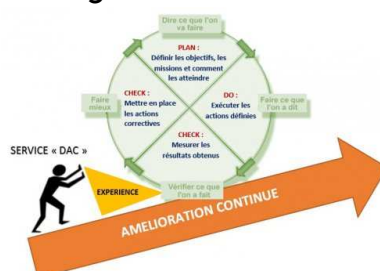 Dire ce que l'on
va faire
PLAN :
Définir les objectifs, les
missions et comment
les atteindre
CHECK :
Mettre en place
les actions
correctives
DO :
Exécuter les
actions définies
Faire
mieux
Faire ce que
l'on a dit
CHECK :
Mesurer les
résultats obtenus
SERVICE « DAC »
EXPERIENCE
Vérifier ce que
l'on a fait
AMELIORATION CONTINUE